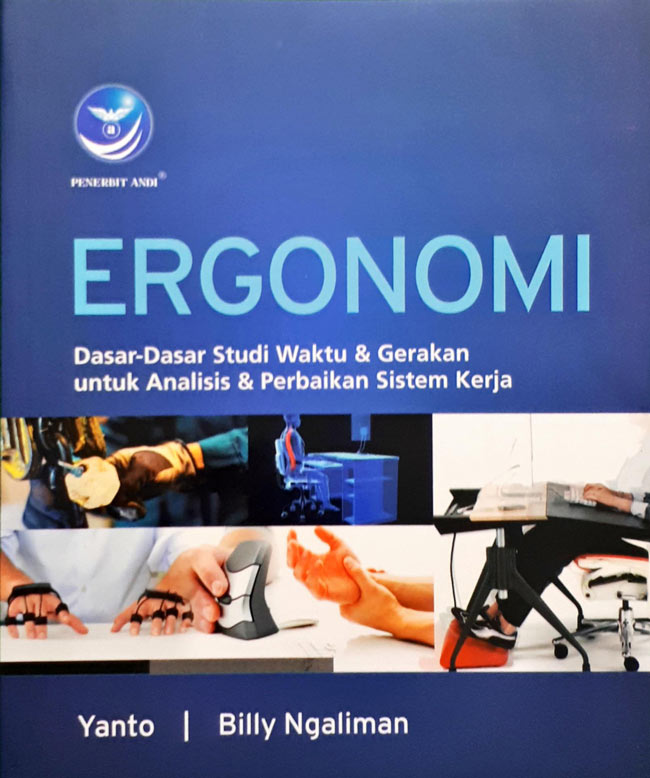 a
PENERBIT ANDI®
ERGONOMI
Dasar-Dasar Studi Waktu & Gerakan
untuk Analisis & Perbaikan Sistem Kerja
Yanto | Billy Ngaliman